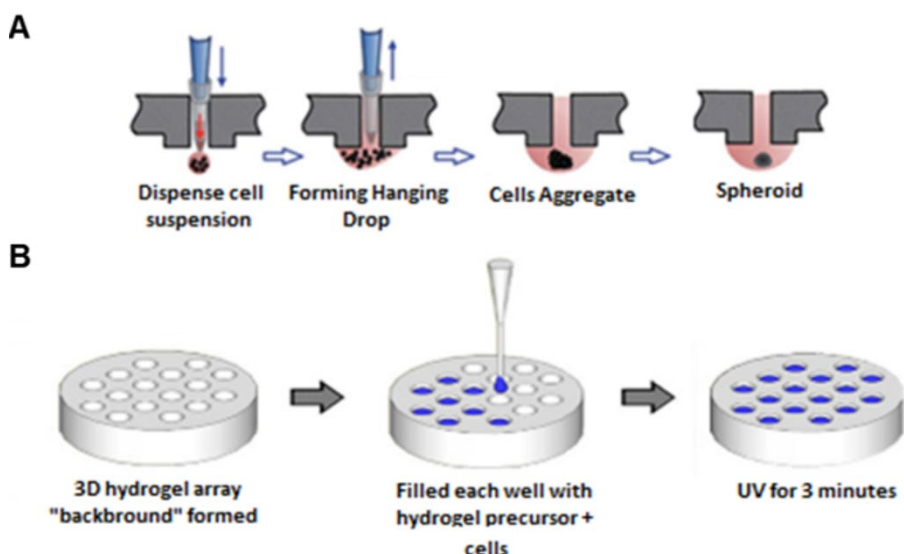 A
Dispense cell
suspension
Forming Hanging
Drop
Cells Aggregate
Spheroid
B
3D hydrogel array
"backbround" formed
Filled each well with
hydrogel precursor +
cells
UV for 3 minutes